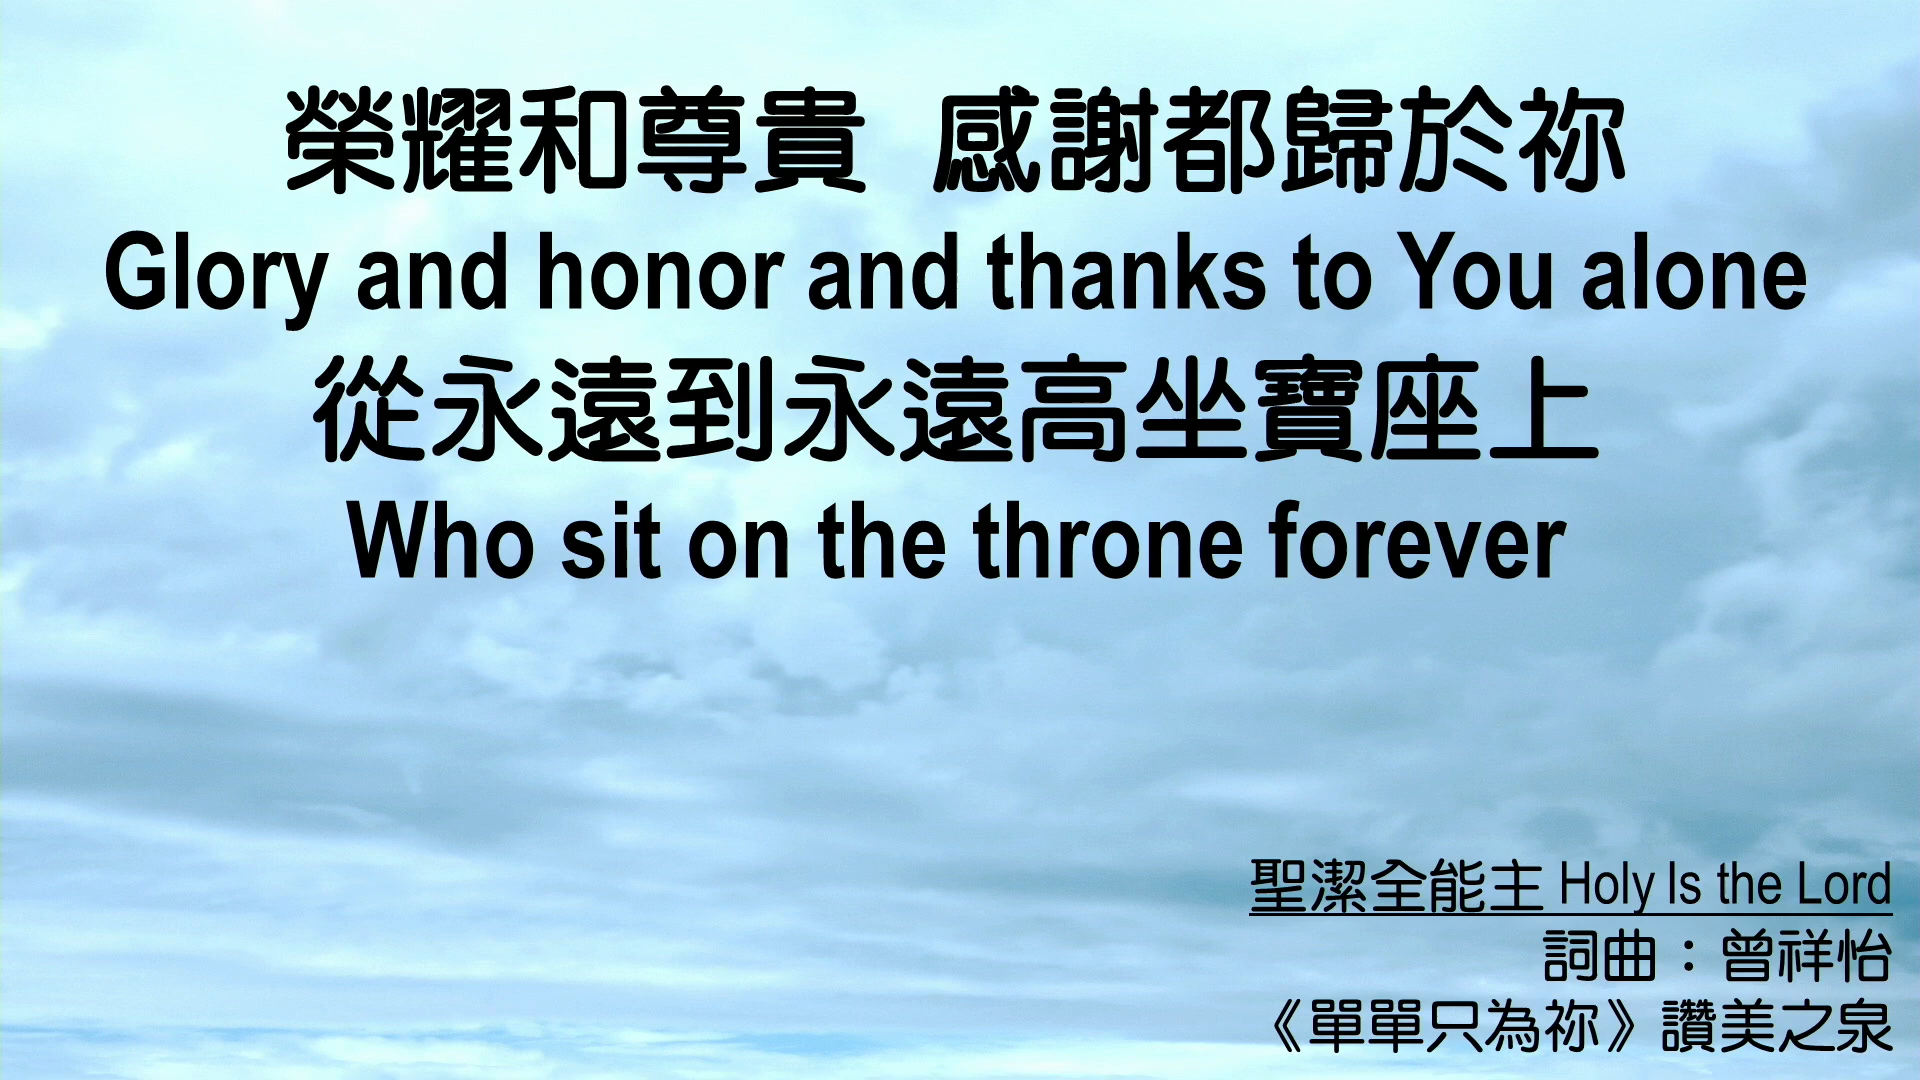 榮耀和尊貴 感謝都歸於祢
Glory and honor and thanks to You alone
從永遠到永遠高坐寶座上
Who sit on the throne forever
聖潔全能主 Holy Is the Lord
詞曲：曾祥怡
《單單只為祢》讚美之泉